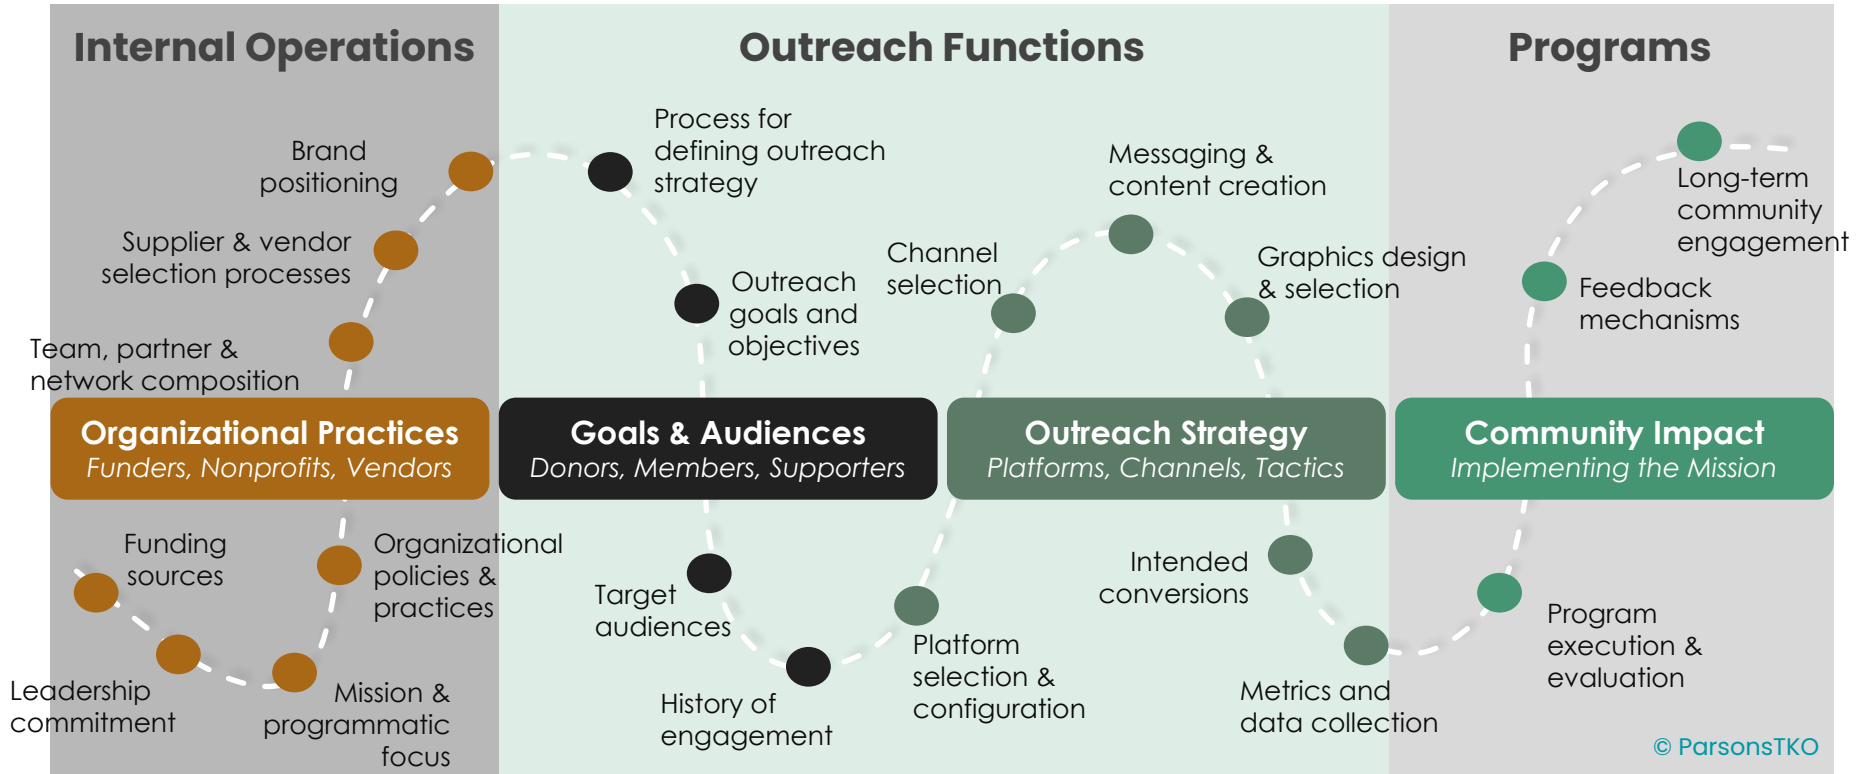 Internal Operations
Outreach Functions
Programs
Brand
positioning
Supplier & vendor
selection processes
Team, partner &
network composition
Process for
defining outreach
strategy
Outreach
goals and
objectives
Channel
selection
Messaging &
content creation
Graphics design
& selection
Long-term
community
engagement
Feedback
mechanisms
Organizational Practices
Funders, Nonprofits, Vendors
Goals & Audiences
Donors, Members, Supporters
Outreach Strategy
Platforms, Channels, Tactics
Community Impact
Implementing the Mission
Funding
sources
Leadership
commitment
Mission &
programmatic
focus
Organizational
policies &
practices
Target
audiences
History of
engagement
Platform
selection &
configuration
Intended
conversions
Metrics and
data collection
Program
execution &
evaluation
© ParsonsTKO